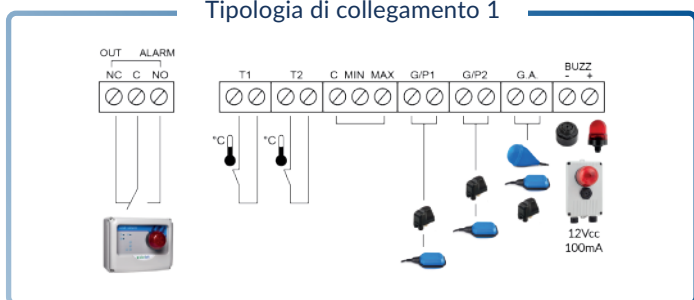 Tipologia di collegamento 1
OUT ALARM
NC C NO
T1 T2 C MIN MAX G/P1 G/P2 G.A. BUZZ
- +
°C °C
12Vcc
100mA